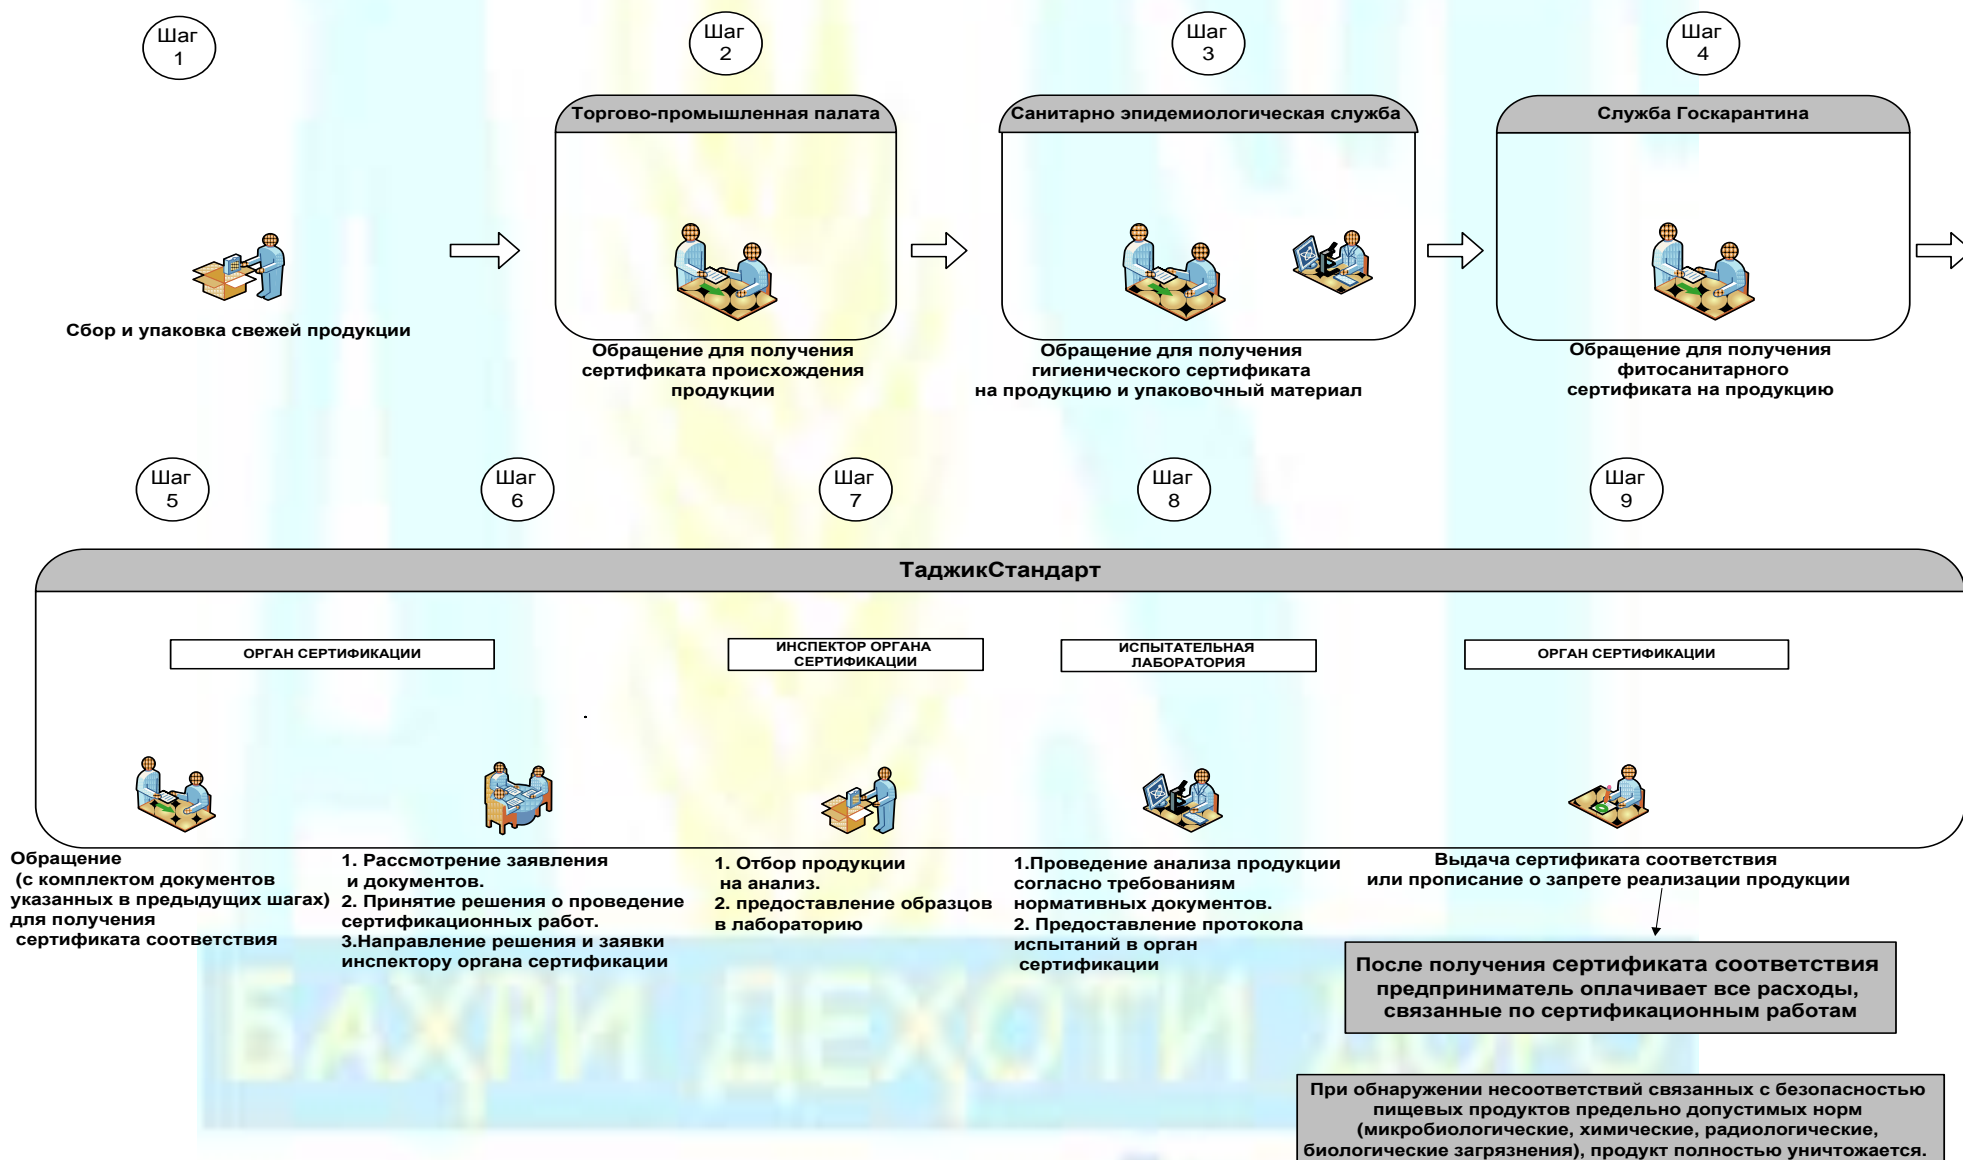 Шаг
1
Шаг
2
Шаг
3
Шаг
4
Торгово-промышленная палата
Санитарно эпидемиологическая служба
Служба Госкарантина
Сбор и упаковка свежей продукции
Обращение для получения
сертификата происхождения
продукции
Обращение для получения
гигиенического сертификата
на продукцию и упаковочный материал
Обращение для получения
фитосанитарного
сертификата на продукцию
Шаг
5
Шаг
6
Шаг
7
Шаг
8
Шаг
9
ТаджикСтандарт
ОРГАН СЕРТИФИКАЦИИ
ИНСПЕКТОР ОРГАНА
СЕРТИФИКАЦИИ
ИСПЫТАТЕЛЬНАЯ
ЛАБОРАТОРИЯ
ОРГАН СЕРТИФИКАЦИИ
Обращение
(с комплектом документов
указанных в предыдущих шагах)
для получения
сертификата соответствия
1. Рассмотрение заявления
и документов.
2. Принятие решения о проведение
сертификационных работ.
3.Направление решения и заявки
инспектору органа сертификации
1. Отбор продукции
на анализ.
2. предоставление образцов
в лабораторию
1.Проведение анализа продукции
согласно требованиям
нормативных документов.
2. Предоставление протокола
испытаний в орган
сертификации
Выдача сертификата соответствия
или прописание о запрете реализации продукции
После получения сертификата соответствия
предприниматель оплачивает все расходы,
связанные по сертификационным работам
При обнаружении несоответствий связанных с безопасностью
пищевых продуктов предельно допустимых норм
(микробиологические, химические, радиологические,
биологические загрязнения), продукт полностью уничтожается.
БАҲРИ ДЕҲОТИ